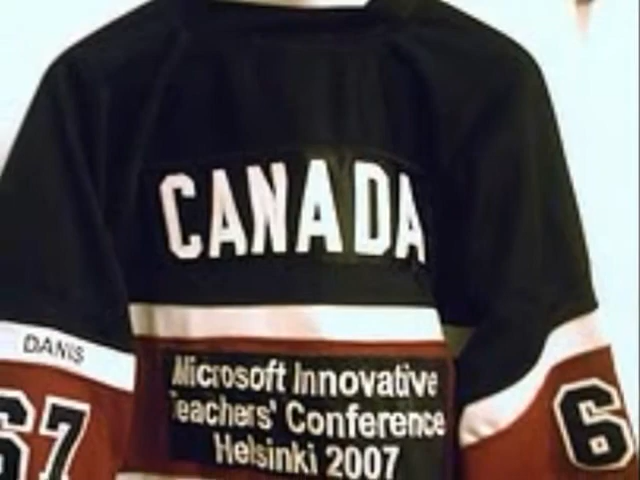 CANADA
DANIS
Microsoft Innovative
Teachers' Conference
Helsinki 2007
67
6